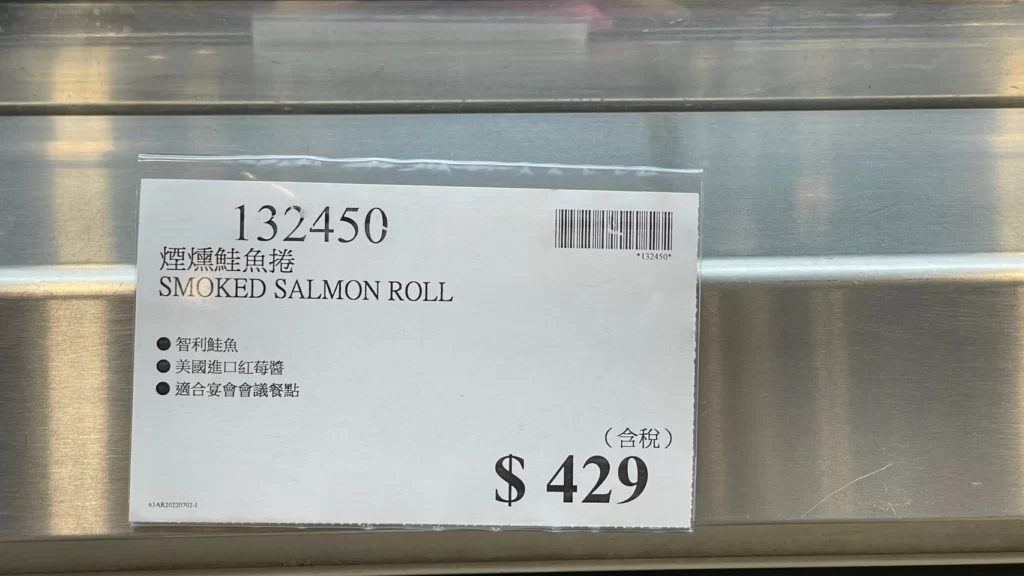 132450
*132450*
煙燻鮭魚捲
SMOKED SALMON ROLL
● 智利鮭魚
● 美國進口紅莓醬
● 適合宴會會議餐點
（含稅）
$ 429
63AR20220702-1